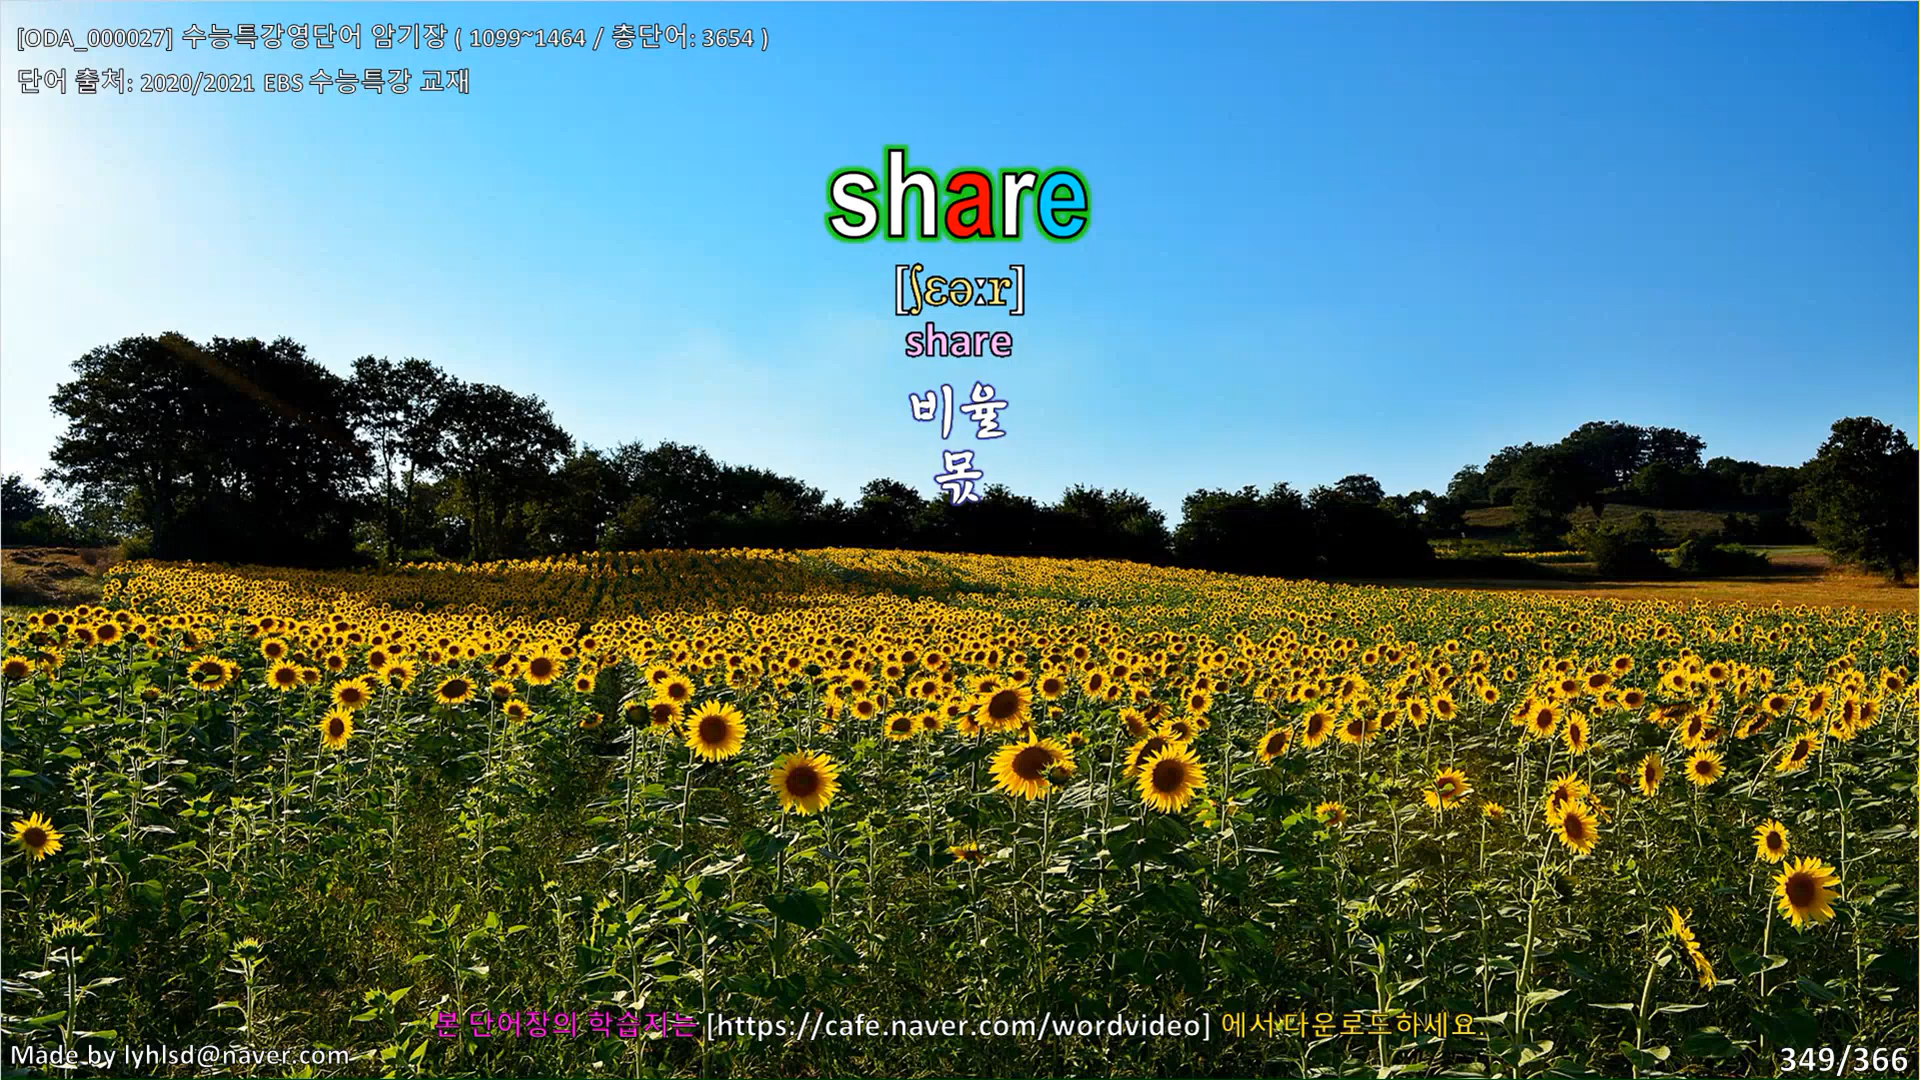 [ODA_000027] 수능특강영단어 암기장 ( 1099~1464 / 총단어: 3654 )
단어 출처: 2020/2021 EBS 수능특강 교재
share
[ʃɛəːr]
share
비율
몫
본 단어장의 학습지는 [https://cafe.naver.com/wordvideo] 에서 다운로드하세요.
Made by lyhlsd@naver.com
349/366